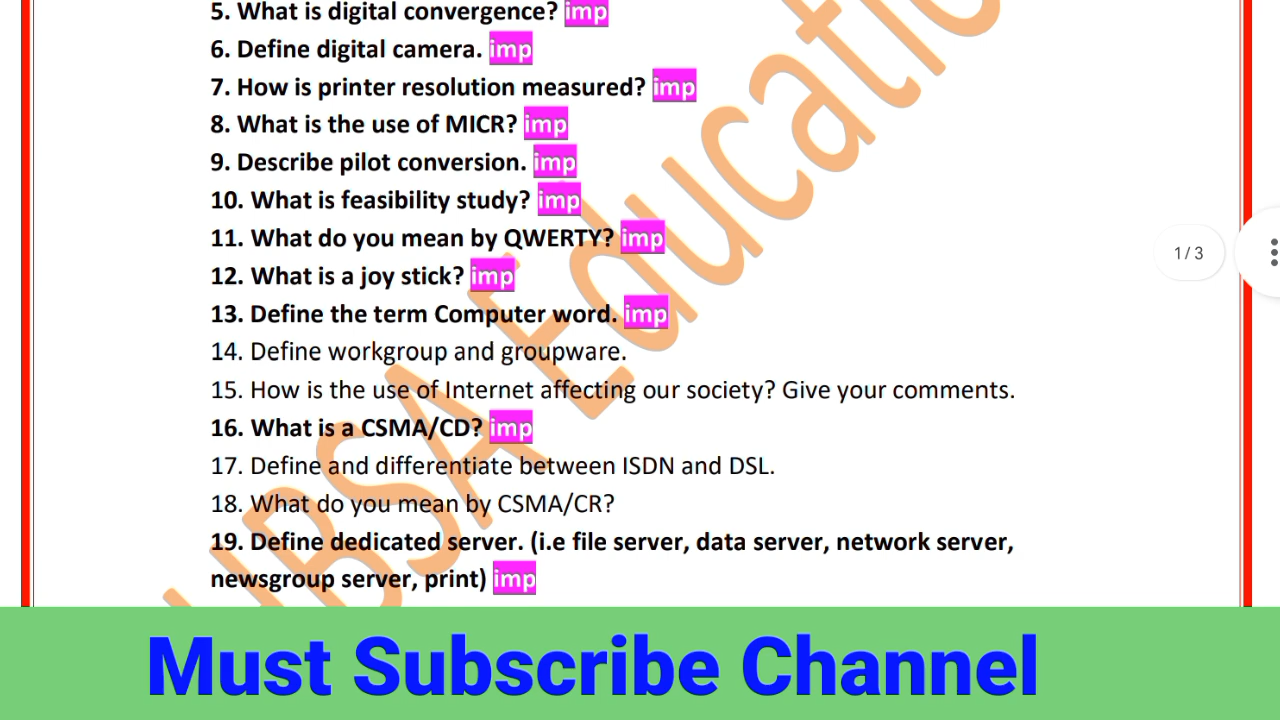 5. What is digital convergence? imp
6. Define digital camera. imp
7. How is printer resolution measured? imp
8. What is the use of MICR? imp
9. Describe pilot conversion. imp
10. What is feasibility study? imp
11. What do you mean by QWERTY? imp
12. What is a joy stick? imp
13. Define the term Computer word. imp
14. Define workgroup and groupware.
15. How is the use of Internet affecting our society? Give your comments.
16. What is a CSMA/CD? imp
17. Define and differentiate between ISDN and DSL.
18. What do you mean by CSMA/CR?
19. Define dedicated server. (i.e file server, data server, network server,
newsgroup server, print) imp
1/3
Must Subscribe Channel